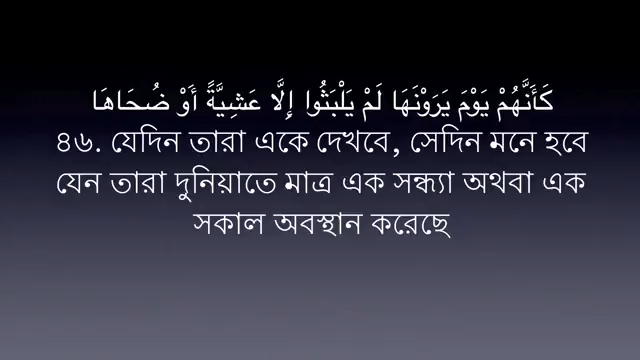 كَأَنَّهُمْ يَوْمَ يَرَوْنَهَا لَمْ يَلْبَثُوا إِلَّا عَشِيَّةً أَوْ ضُحَاهَا
৪৬. যেদিন তারা একে দেখবে, সেদিন মনে হবে
যেন তারা দুনিয়াতে মাত্র এক সন্ধ্যা অথবা এক
সকাল অবস্থান করেছে